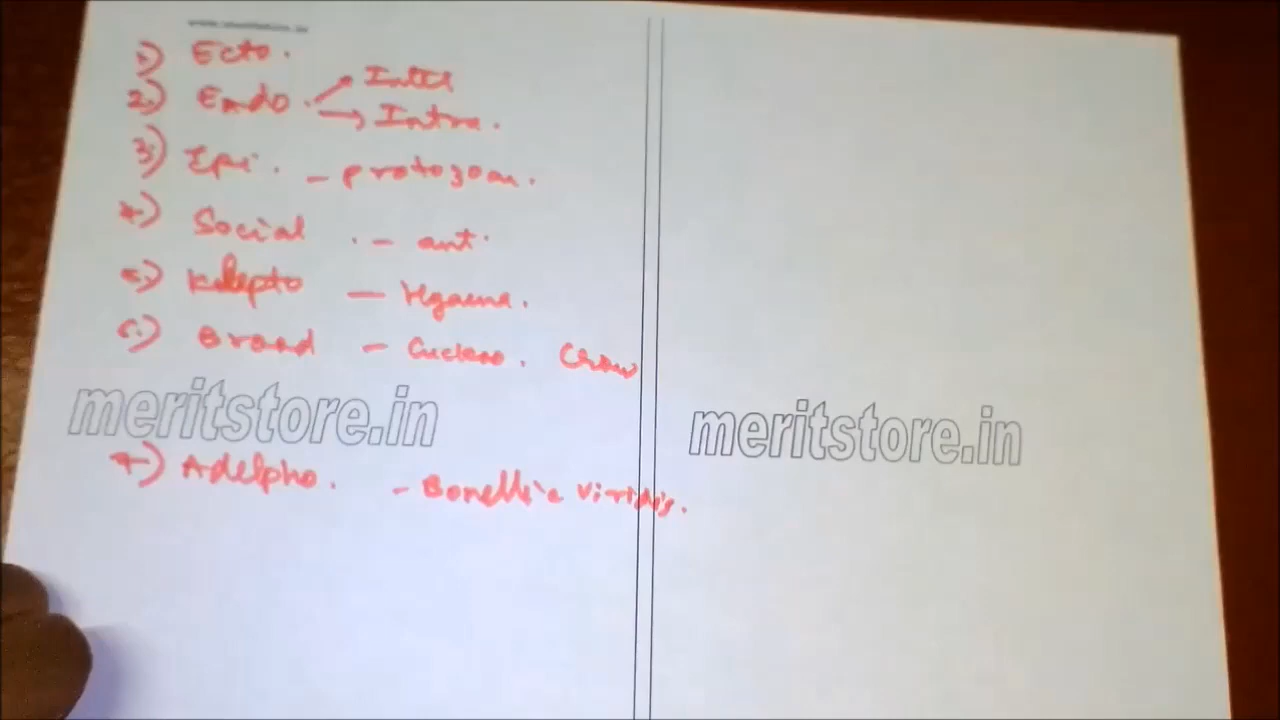 1) Ecto.
2.) Endo. Inter
Intra.
3) Epi. - protozoan.
4.) Social. - ant.
5.) Kelepto - Hyaena.
6.) Brood - Cuckoo. Crow
meritstore.in meritstore.in
7.) Adelpho. - Bonellia Viridis.